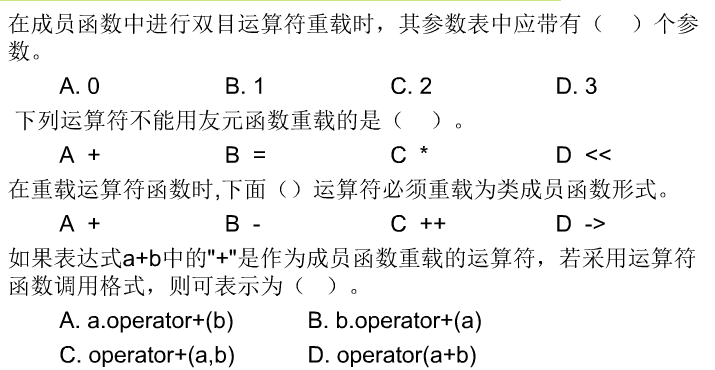 在成员函数中进行双目运算符重载时，其参数表中应带有（　）个参
数。
A. 0　B. 1　C. 2　D. 3
下列运算符不能用友元函数重载的是（　）。
A +　B =　C *　D <<
在重载运算符函数时,下面（）运算符必须重载为类成员函数形式。
A +　B -　C ++　D ->
如果表达式a+b中的"+"是作为成员函数重载的运算符，若采用运算符
函数调用格式，则可表示为（　）。
A. a.operator+(b)　B. b.operator+(a)
C. operator+(a,b)　D. operator(a+b)